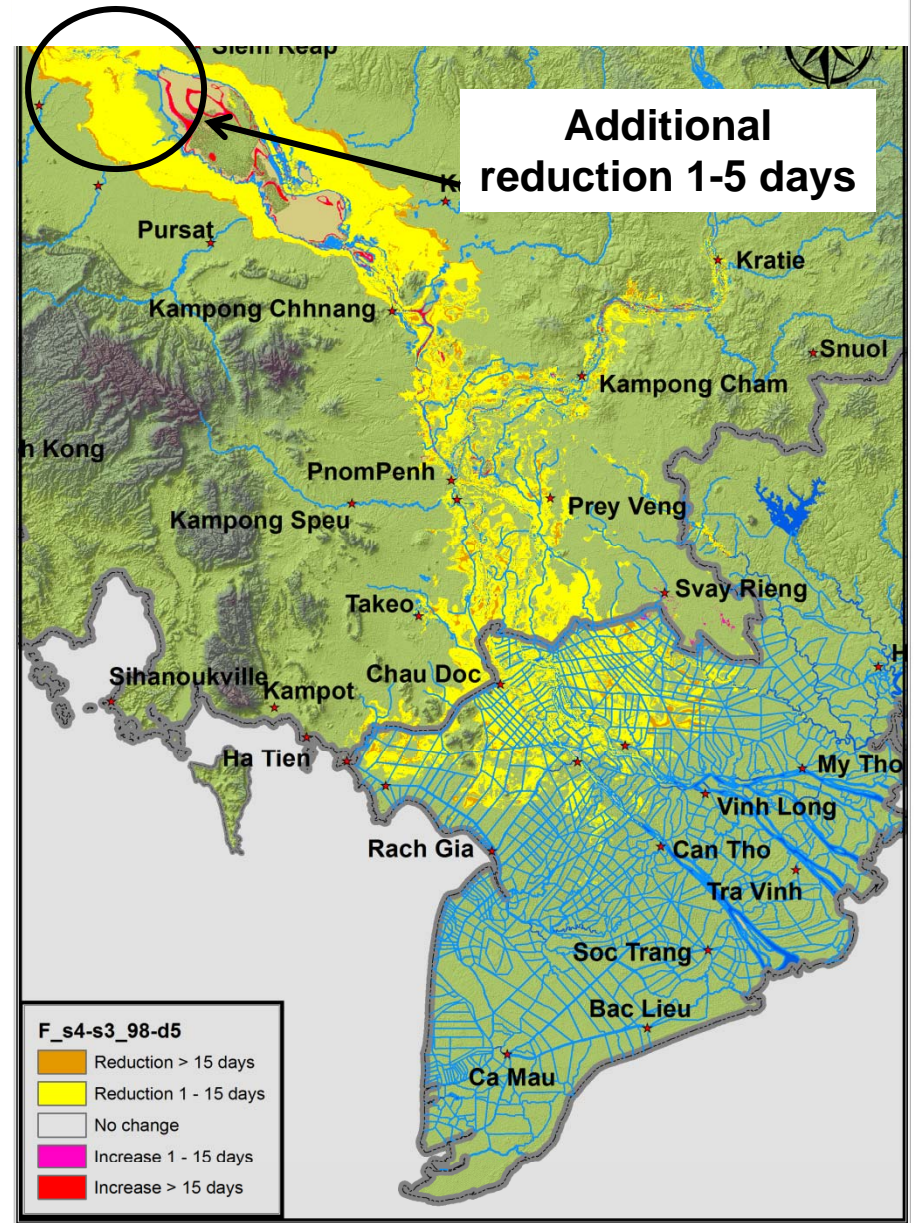 Siem Reap
E
Additional
reduction 1-5 days
Pursat
Kratie
Kampong Chhnang
Snuol
Kampong Cham
h Kong
PnomPenh
Prey Veng
Kampong Speu
Svay Rieng
Takeo
H
Chau Doc
Sihanoukville
Kampot
Ha Tien
My Tho
Vinh Long
Rach Gia
Can Tho
Tra Vinh
Soc Trang
Bac Lieu
Ca Mau
F_s4-s3_98-d5
Reduction > 15 days
Reduction 1 - 15 days
No change
Increase 1 - 15 days
Increase > 15 days